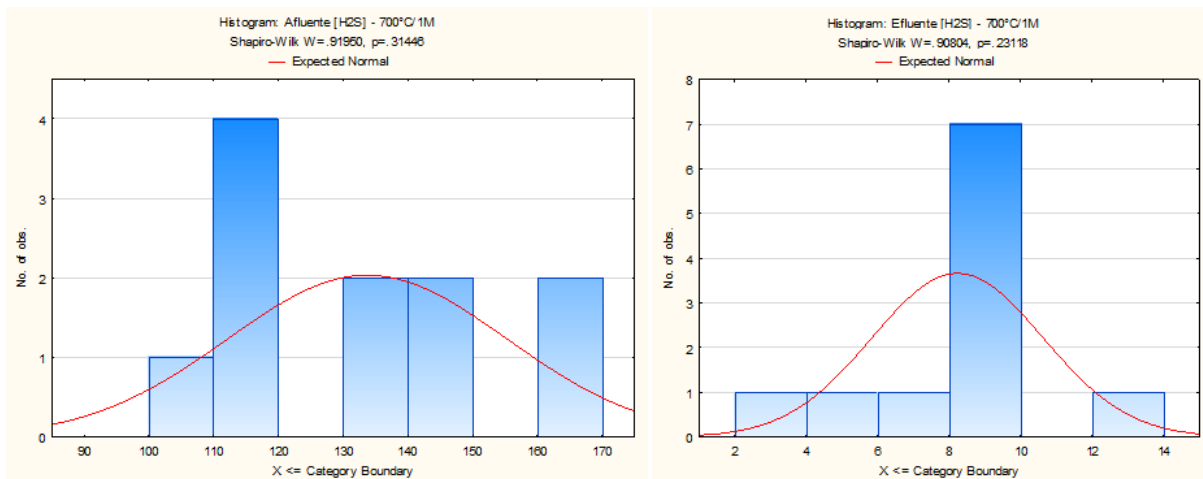 Histogram: Afluente [H2S] - 700°C/1M
Shapiro-Wilk W=.91950, p=.31446
Expected Normal
4
3
2
1
0
No. of obs.
90 100 110 120 130 140 150 160 170
X <= Category Boundary
Histogram: Efluente [H2S] - 700°C/1M
Shapiro-Wilk W=.90804, p=.23118
Expected Normal
8
7
6
5
4
3
2
1
0
No. of obs.
2 4 6 8 10 12 14
X <= Category Boundary